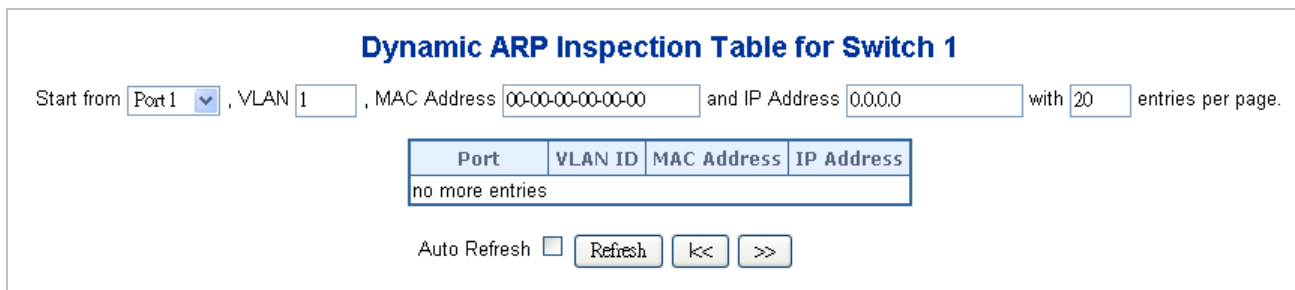 Dynamic ARP Inspection Table for Switch 1
Start from Port 1 , VLAN 1 , MAC Address 00-00-00-00-00-00 and IP Address 0.0.0.0 with 20 entries per page.
Port VLAN ID MAC Address IP Address
no more entries
Auto Refresh Refresh |<< >>